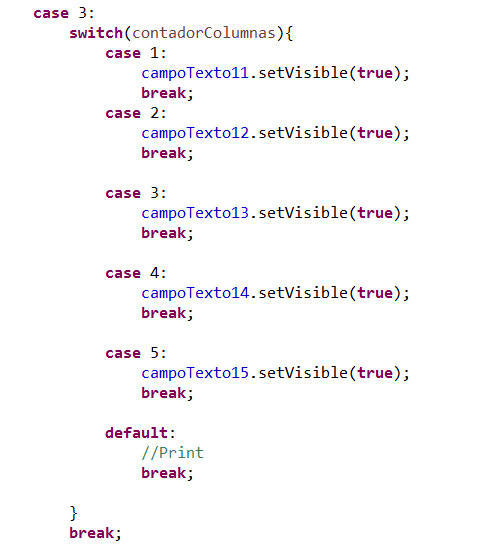 case 3:
switch(contadorColumnas){
case 1:
campoTexto11.setVisible(true);
break;
case 2:
campoTexto12.setVisible(true);
break;
case 3:
campoTexto13.setVisible(true);
break;
case 4:
campoTexto14.setVisible(true);
break;
case 5:
campoTexto15.setVisible(true);
break;
default:
//Print
break;
}
break;